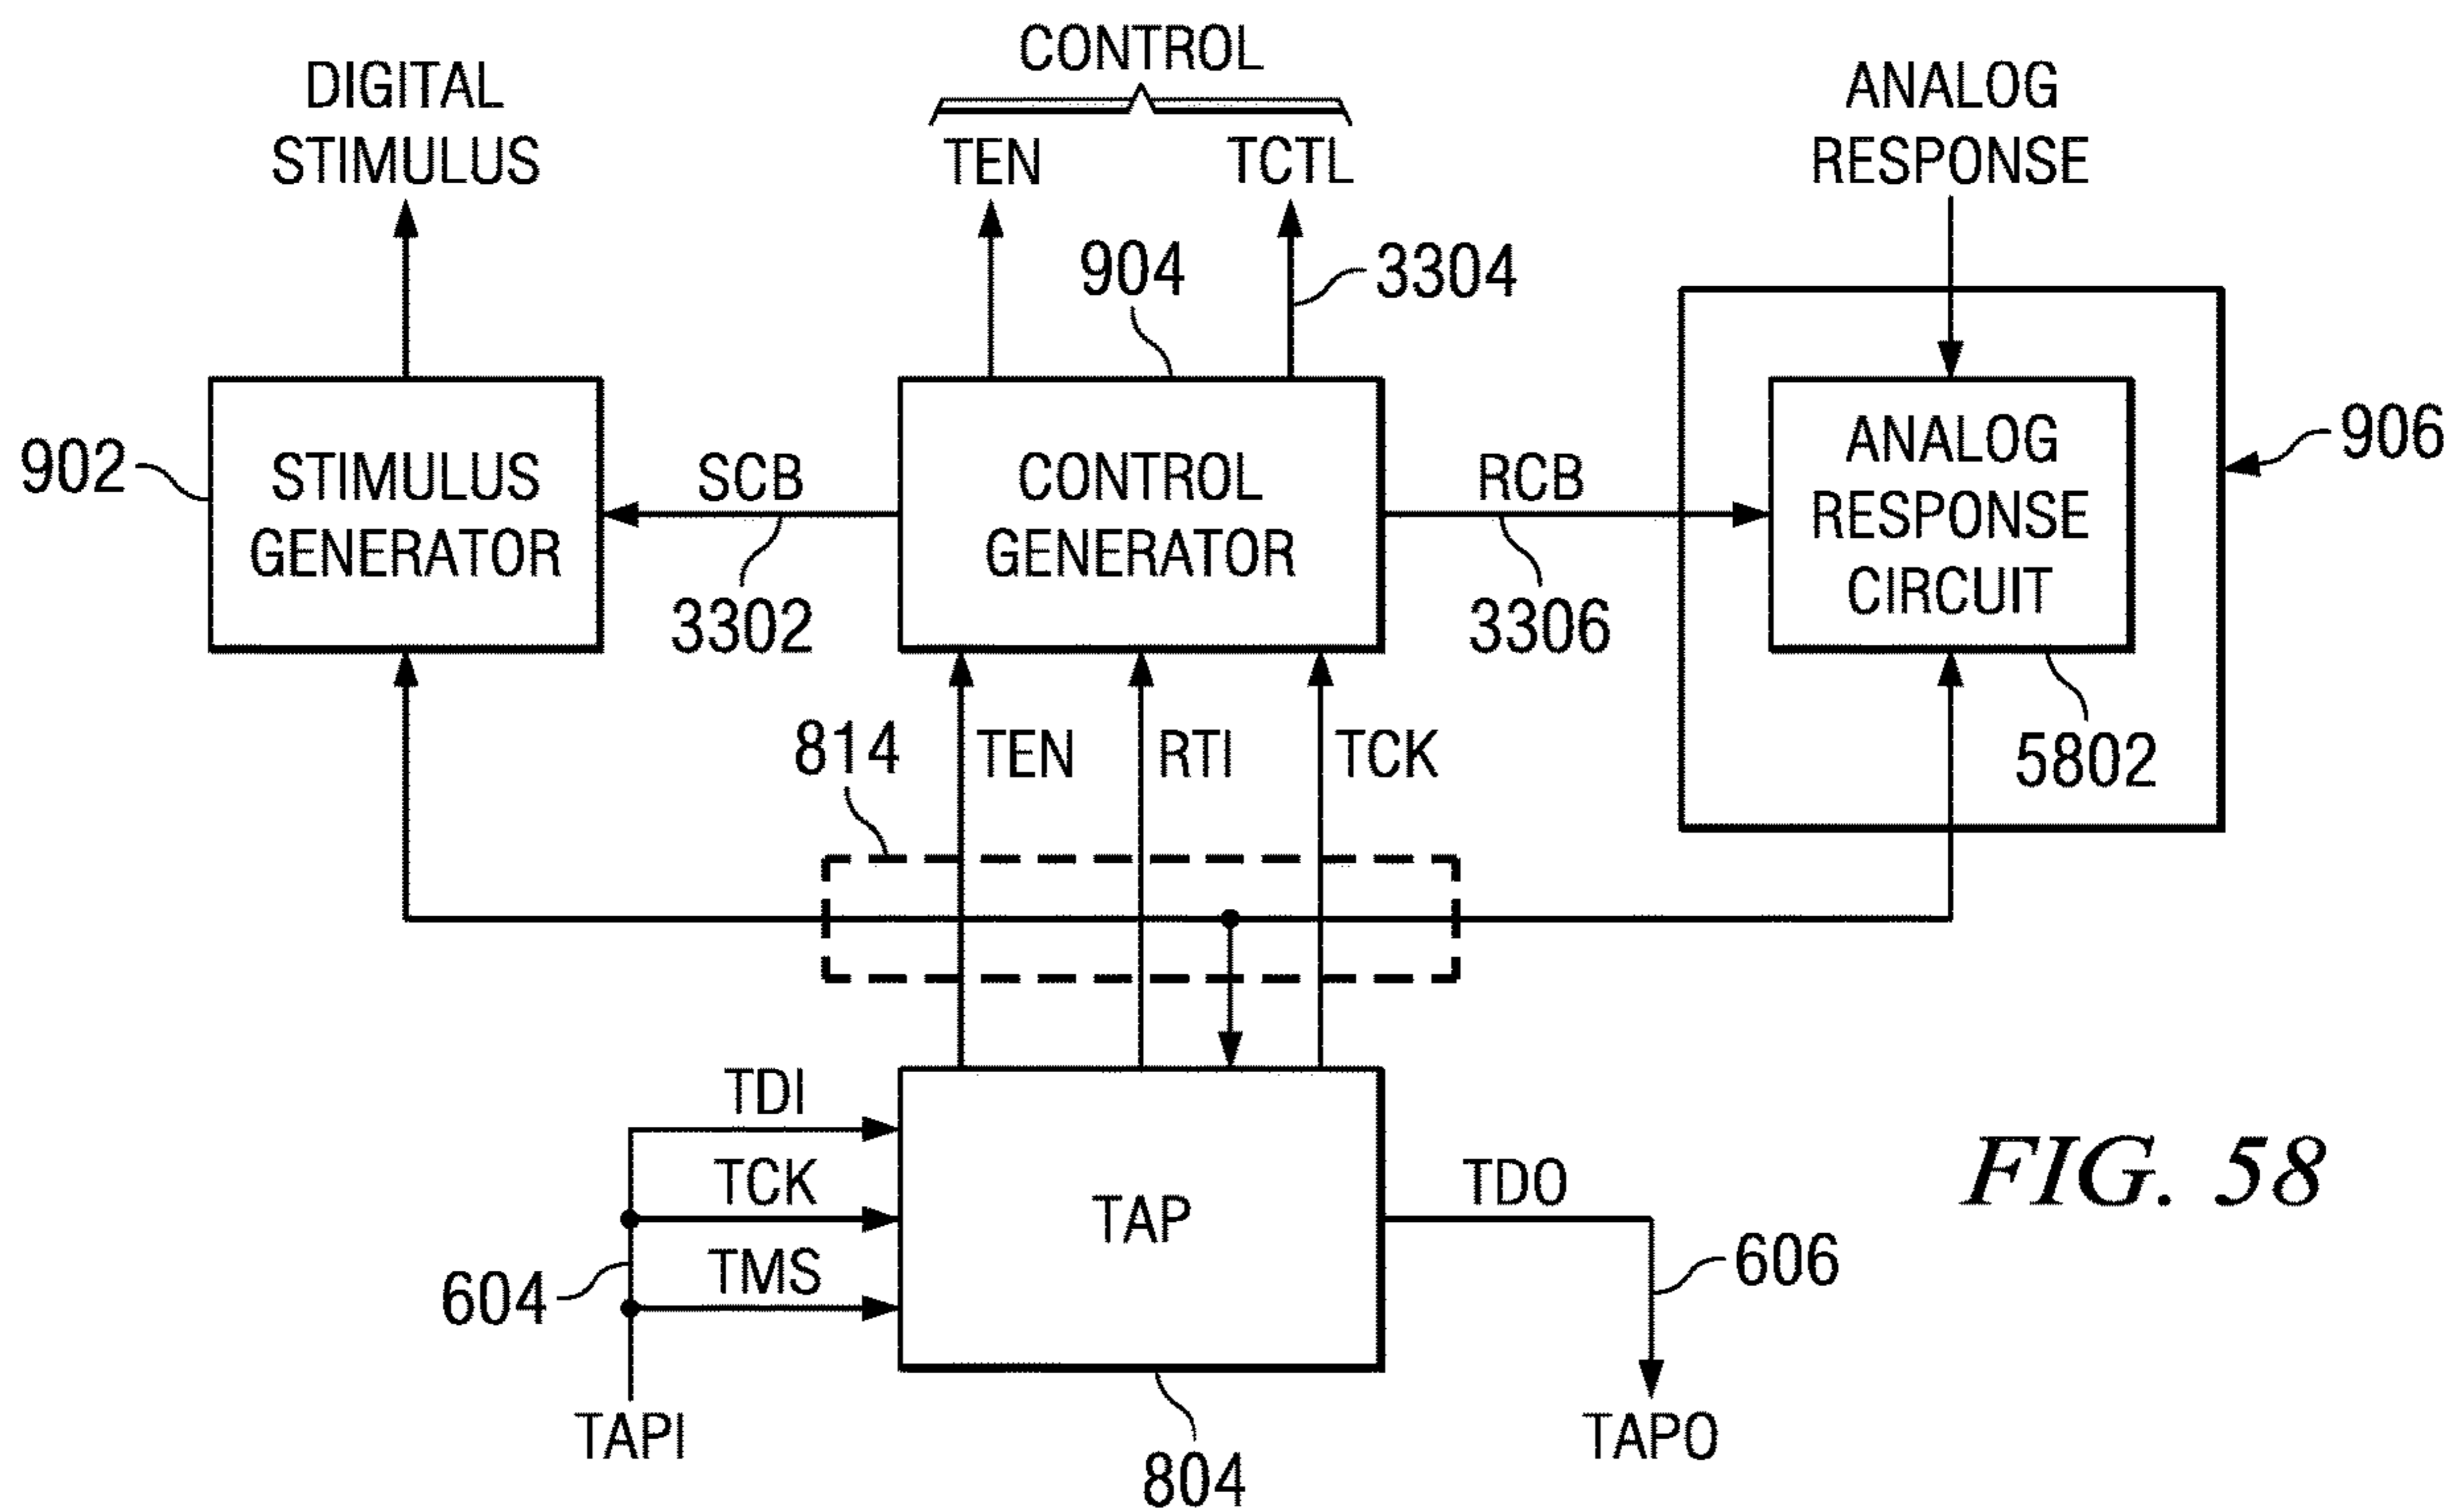 DIGITAL
STIMULUS
CONTROL
TEN
TCTL
ANALOG
RESPONSE
904
3304
902
STIMULUS
GENERATOR
SCB
3302
CONTROL
GENERATOR
RCB
3306
ANALOG
RESPONSE
CIRCUIT
906
5802
814
TEN
RTI
TCK
TDI
TCK
TMS
604
TAPI
TAP
804
TDO
606
TAPO
FIG. 58